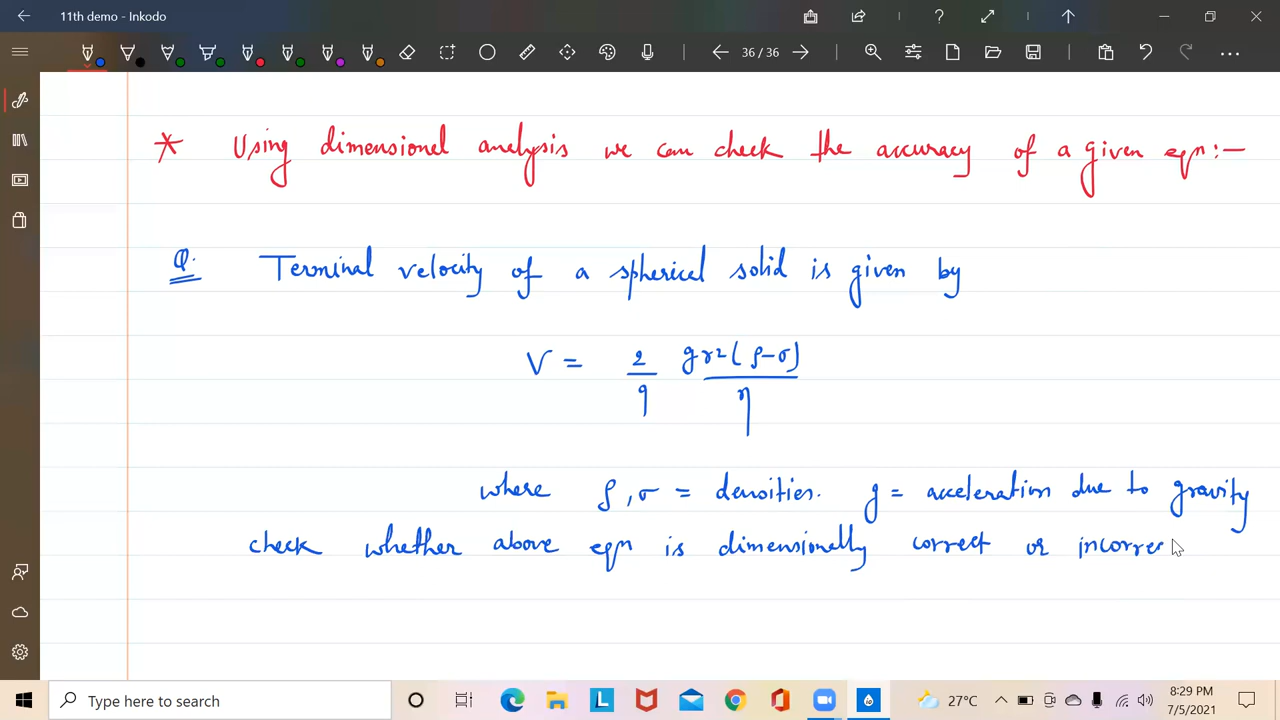 11th demo - Inkodo
36 / 36
* Using dimensional analysis we can check the accuracy of a given eqn:-
Q. Terminal velocity of a spherical solid is given by
V = 2/9 gr²(ρ-σ)/η
where ρ, σ = densities. g = acceleration due to gravity
check whether above eqn is dimensionally correct or incorrec
Type here to search
L
27°C
8:29 PM
7/5/2021